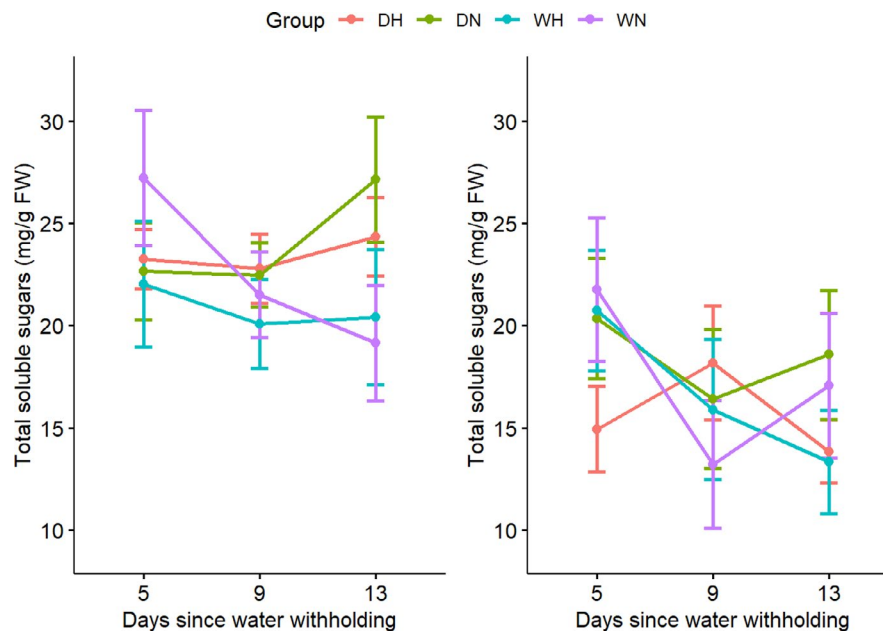 Group DH DN WH WN
Total soluble sugars (mg/g FW)
30
25
20
15
10
5 9 13
Days since water withholding
Total soluble sugars (mg/g FW)
30
25
20
15
10
5 9 13
Days since water withholding